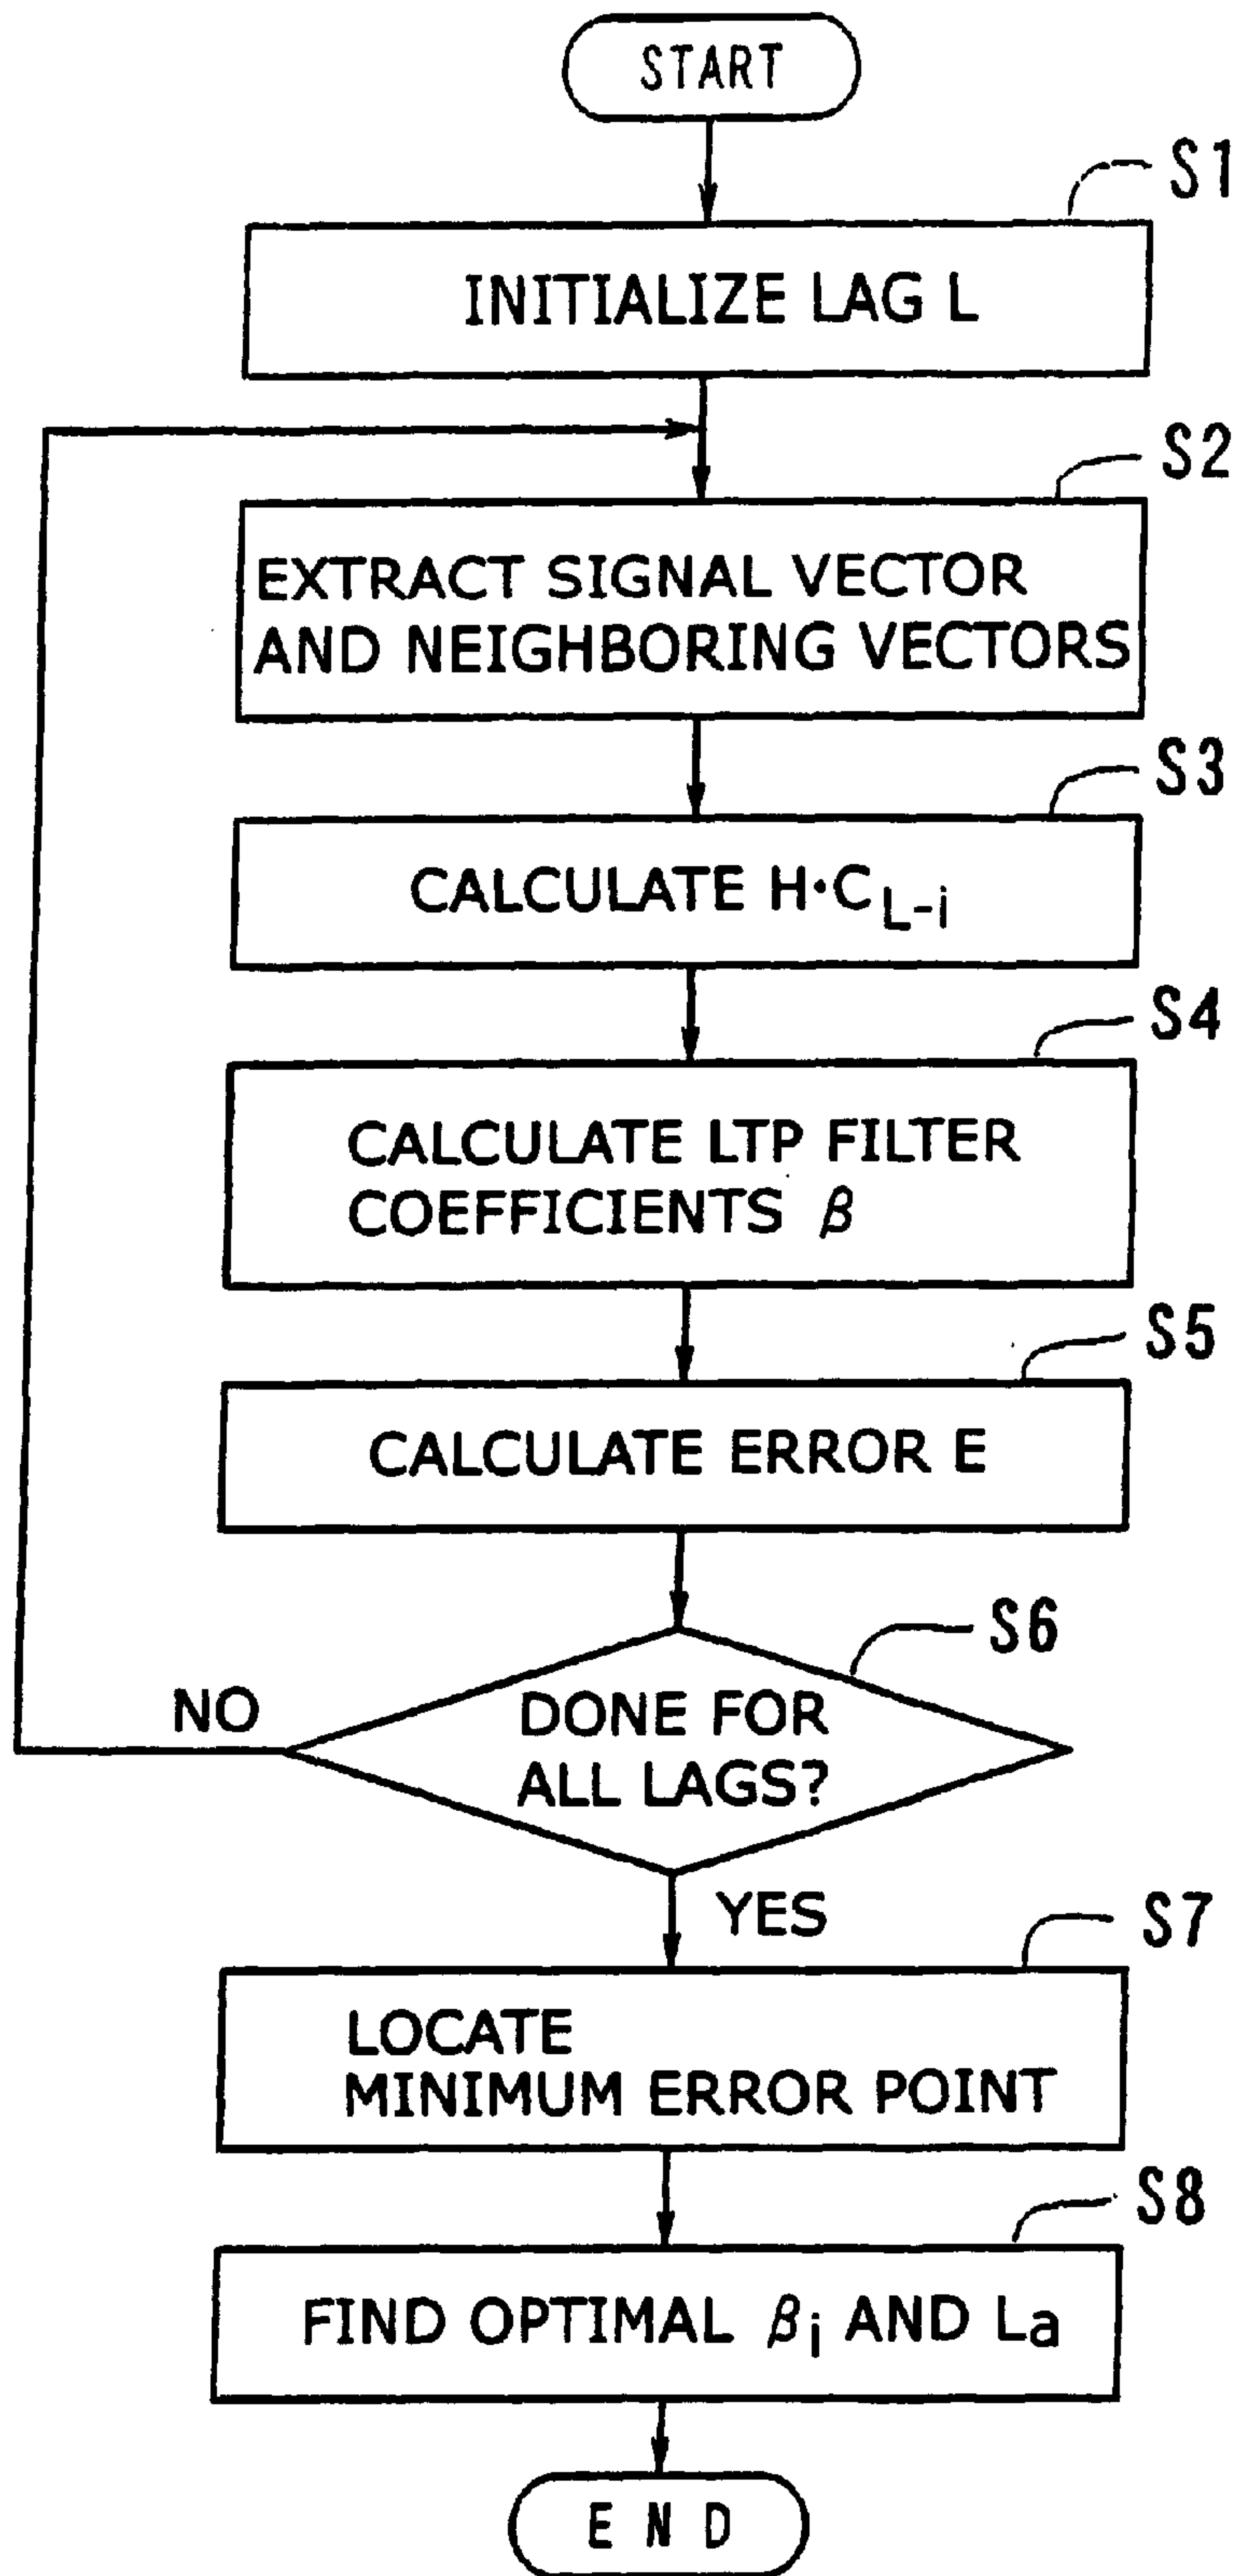 START
S1
INITIALIZE LAG L
S2
EXTRACT SIGNAL VECTOR
AND NEIGHBORING VECTORS
S3
CALCULATE H·C_{L-i}
S4
CALCULATE LTP FILTER
COEFFICIENTS β
S5
CALCULATE ERROR E
S6
DONE FOR
ALL LAGS?
NO
YES
S7
LOCATE
MINIMUM ERROR POINT
S8
FIND OPTIMAL β_i AND La
END